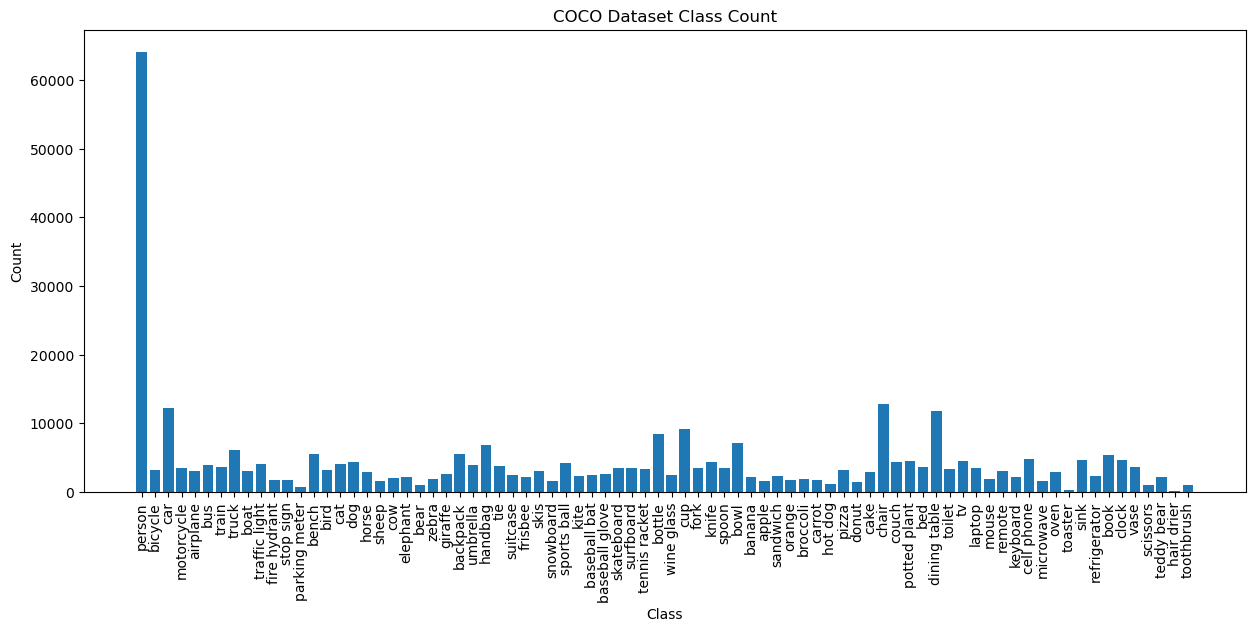 COCO Dataset Class Count
Count
60000
50000
40000
30000
20000
10000
0
person
bicycle
car
motorcycle
airplane
bus
train
truck
boat
traffic light
fire hydrant
stop sign
parking meter
bench
bird
cat
dog
horse
sheep
cow
elephant
bear
zebra
giraffe
backpack
umbrella
handbag
tie
suitcase
frisbee
skis
snowboard
sports ball
kite
baseball bat
baseball glove
skateboard
surfboard
tennis racket
bottle
wine glass
cup
fork
knife
spoon
bowl
banana
apple
sandwich
orange
broccoli
carrot
hot dog
pizza
donut
cake
chair
couch
potted plant
bed
dining table
toilet
tv
laptop
mouse
remote
keyboard
cell phone
microwave
oven
toaster
sink
refrigerator
book
clock
vase
scissors
teddy bear
hair drier
toothbrush
Class